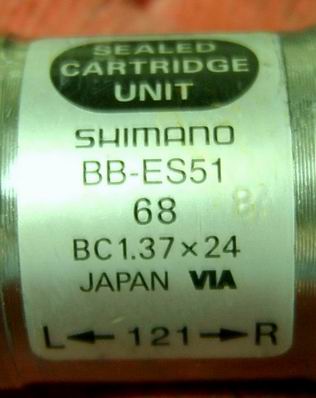 SEALED
CARTRIDGE
UNIT
SHIMANO
BB-ES51
68
BC1.37×24
JAPAN VIA
L←121→R